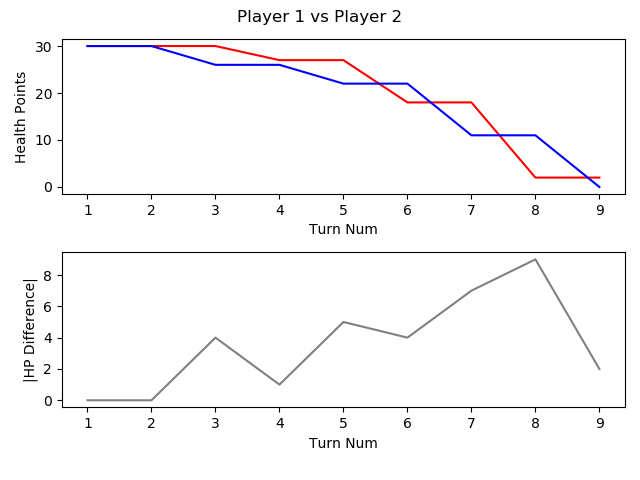 Player 1 vs Player 2
30
20
10
0
Health Points
1 2 3 4 5 6 7 8 9
Turn Num
8
6
4
2
0
|HP Difference|
1 2 3 4 5 6 7 8 9
Turn Num